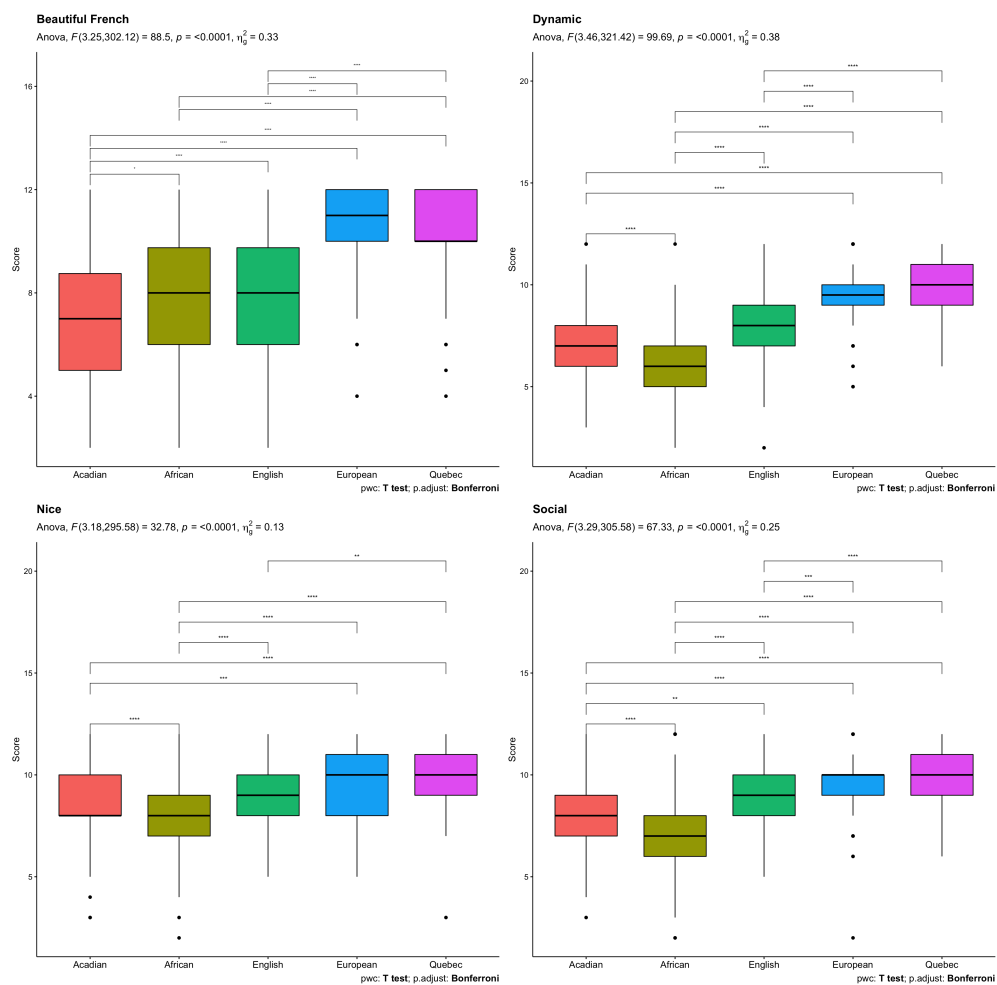 Beautiful French
Anova, F(3.25,302.12) = 88.5, p = <0.0001, η²g = 0.33
****
****
****
****
****
****
***
*
16
12
8
4
Score
Acadian African English European Quebec
pwc: T test; p.adjust: Bonferroni
Dynamic
Anova, F(3.46,321.42) = 99.69, p = <0.0001, η²g = 0.38
****
****
****
****
****
****
****
****
20
15
10
5
Score
Acadian African English European Quebec
pwc: T test; p.adjust: Bonferroni
Nice
Anova, F(3.18,295.58) = 32.78, p = <0.0001, η²g = 0.13
**
****
****
****
****
***
****
20
15
10
5
Score
Acadian African English European Quebec
pwc: T test; p.adjust: Bonferroni
Social
Anova, F(3.29,305.58) = 67.33, p = <0.0001, η²g = 0.25
****
***
****
****
****
****
****
**
****
20
15
10
5
Score
Acadian African English European Quebec
pwc: T test; p.adjust: Bonferroni